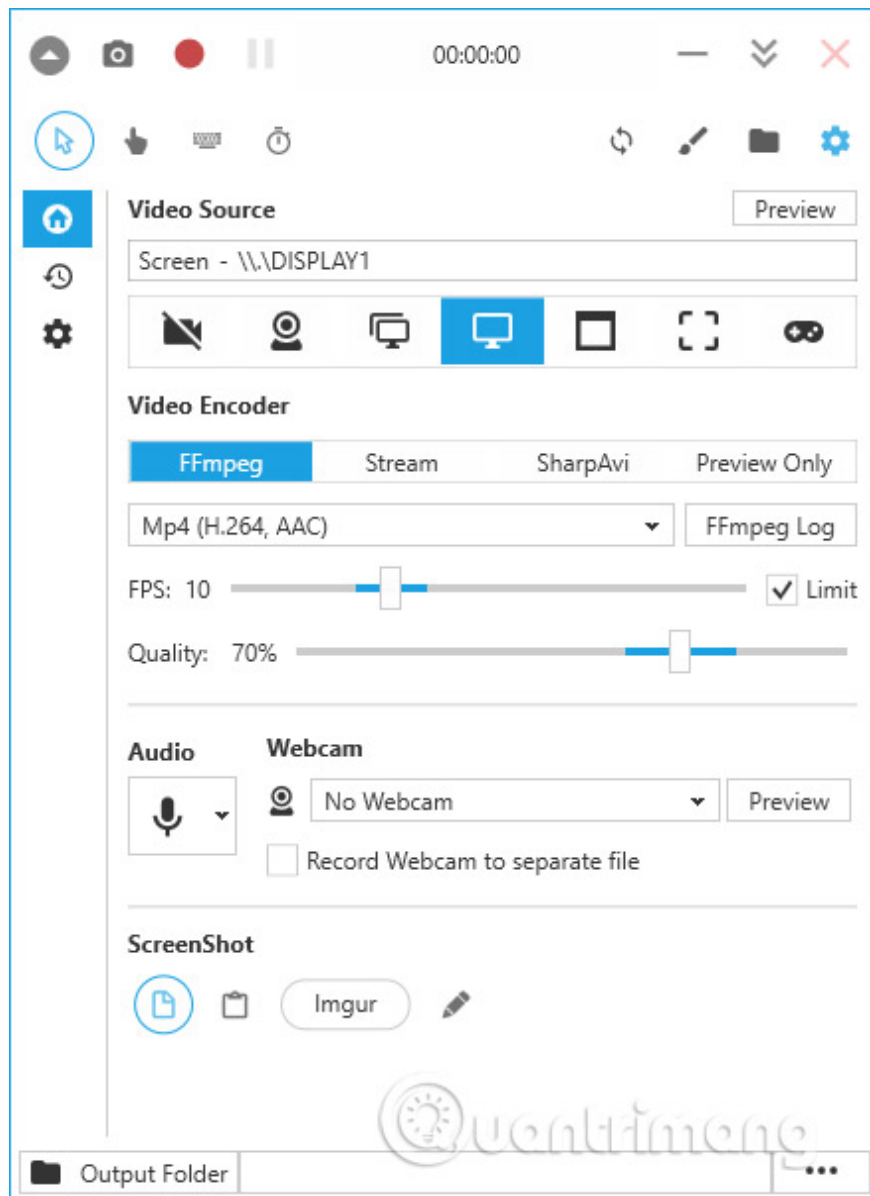 00:00:00
Video Source
Preview
Screen - \\.\DISPLAY1
Video Encoder
FFmpeg Stream SharpAvi Preview Only
Mp4 (H.264, AAC) FFmpeg Log
FPS: 10 Limit
Quality: 70%
Audio
Webcam
No Webcam Preview
Record Webcam to separate file
ScreenShot
Imgur
Quantrimang
Output Folder